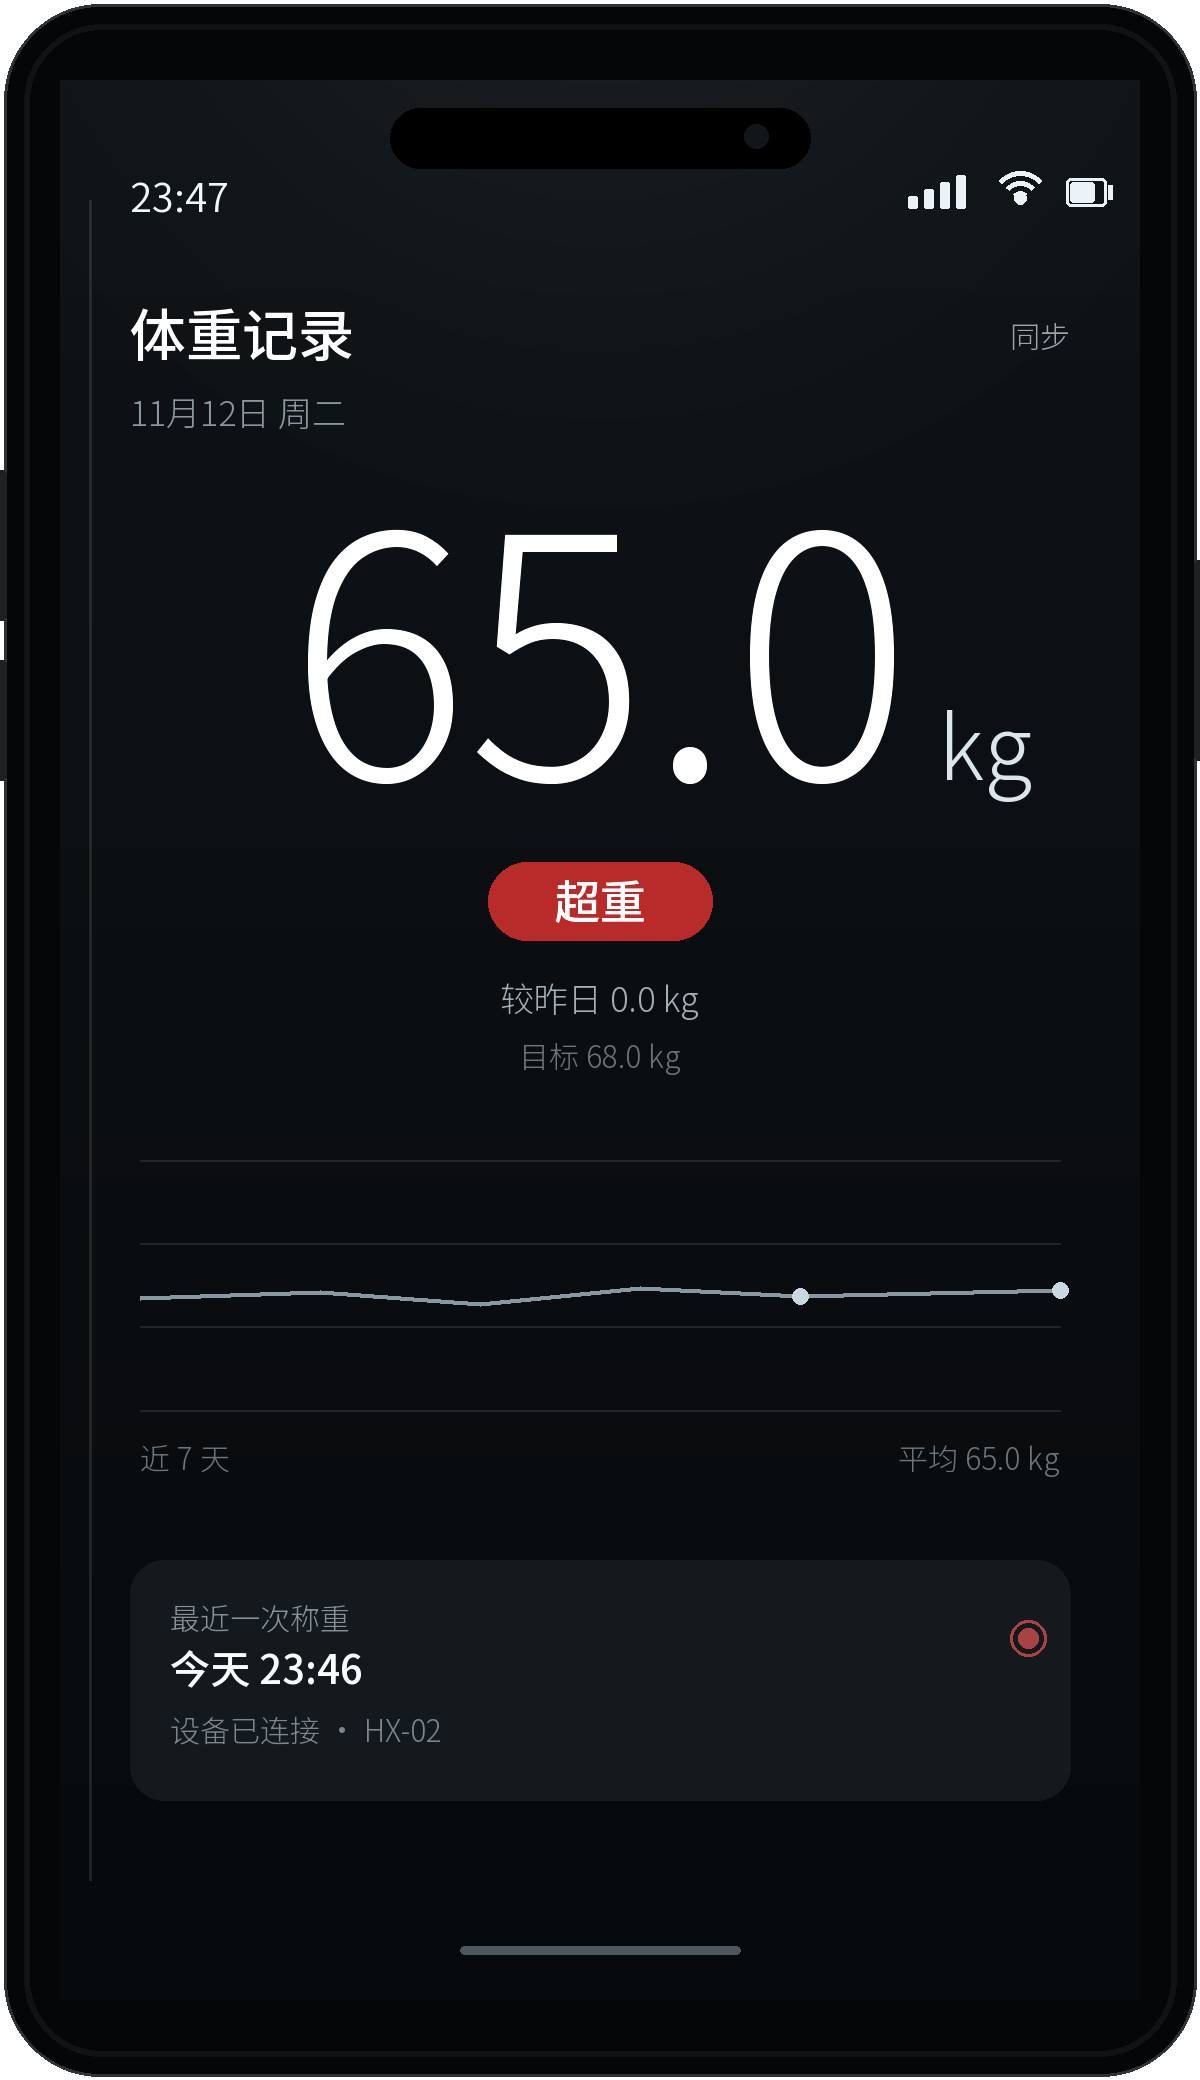 23:47
体重记录
同步
11月12日 周二
65.0 kg
超重
较昨日 0.0 kg
目标 68.0 kg
近 7 天
平均 65.0 kg
最近一次称重
今天 23:46
设备已连接 · HX-02